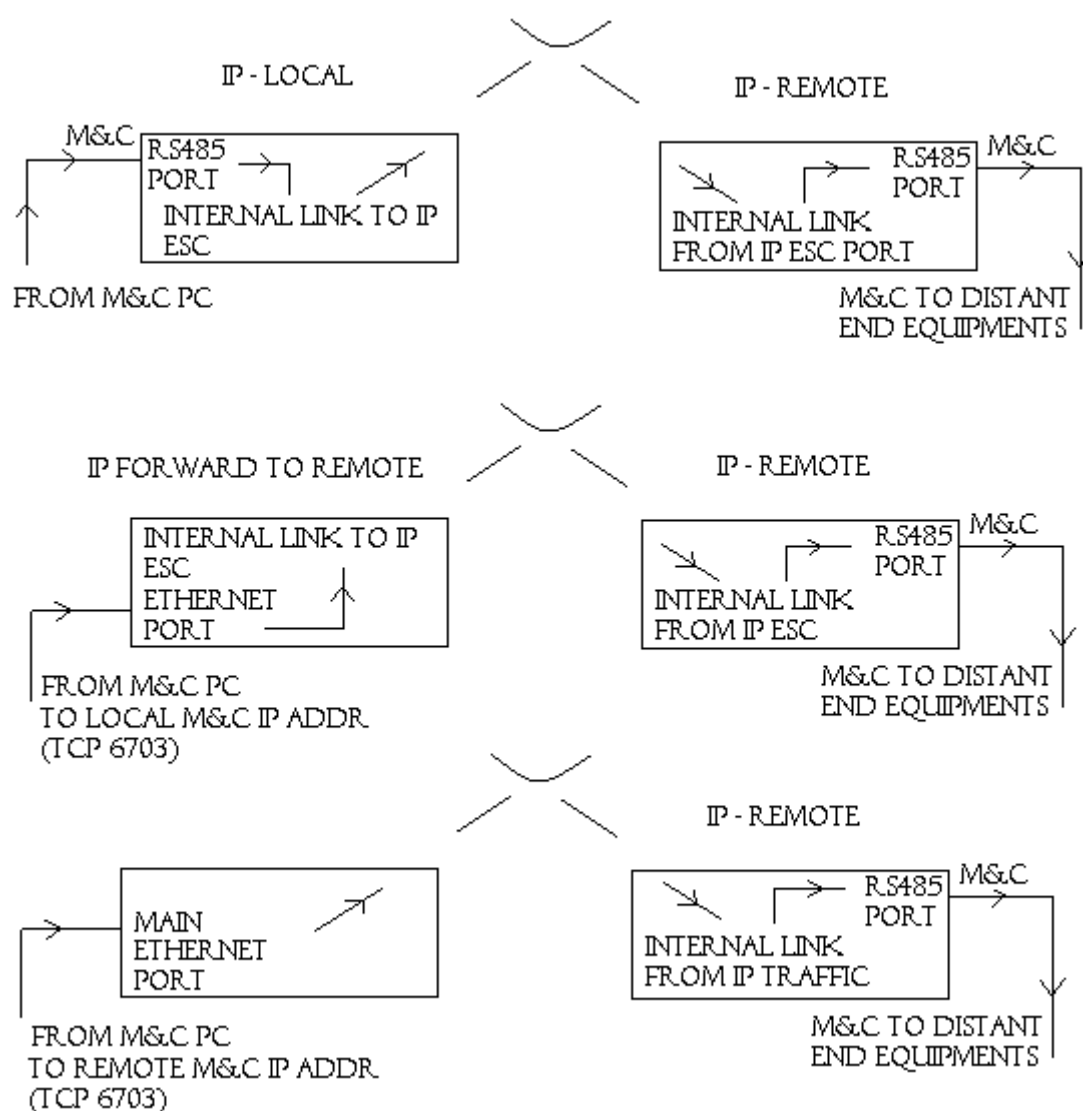 IP - LOCAL
IP - REMOTE
M&C
RS485
PORT
INTERNAL LINK TO IP
ESC
FROM M&C PC
RS485
PORT
M&C
INTERNAL LINK
FROM IP ESC PORT
M&C TO DISTANT
END EQUIPMENTS
IP FORWARD TO REMOTE
IP - REMOTE
INTERNAL LINK TO IP
ESC
ETHERNET
PORT
FROM M&C PC
TO LOCAL M&C IP ADDR
(TCP 6703)
RS485
PORT
M&C
INTERNAL LINK
FROM IP ESC
M&C TO DISTANT
END EQUIPMENTS
IP - REMOTE
MAIN
ETHERNET
PORT
FROM M&C PC
TO REMOTE M&C IP ADDR
(TCP 6703)
RS485
PORT
M&C
INTERNAL LINK
FROM IP TRAFFIC
M&C TO DISTANT
END EQUIPMENTS